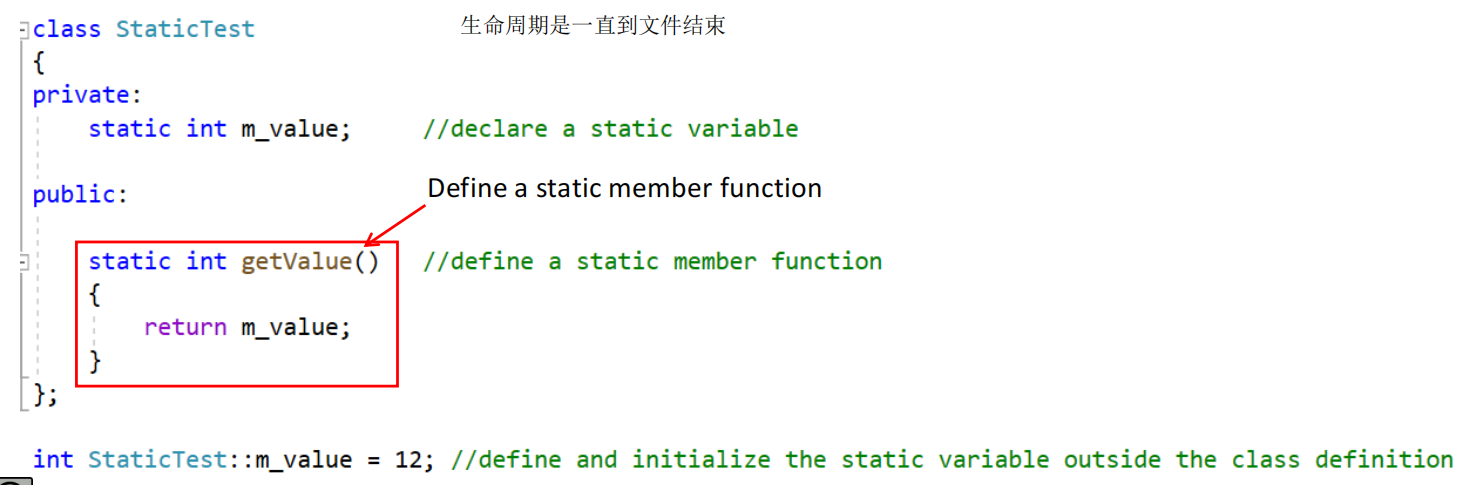 class StaticTest
生命周期是一直到文件结束
{
private:
static int m_value; //declare a static variable
public:
Define a static member function
static int getValue() //define a static member function
{
return m_value;
}
};
int StaticTest::m_value = 12; //define and initialize the static variable outside the class definition